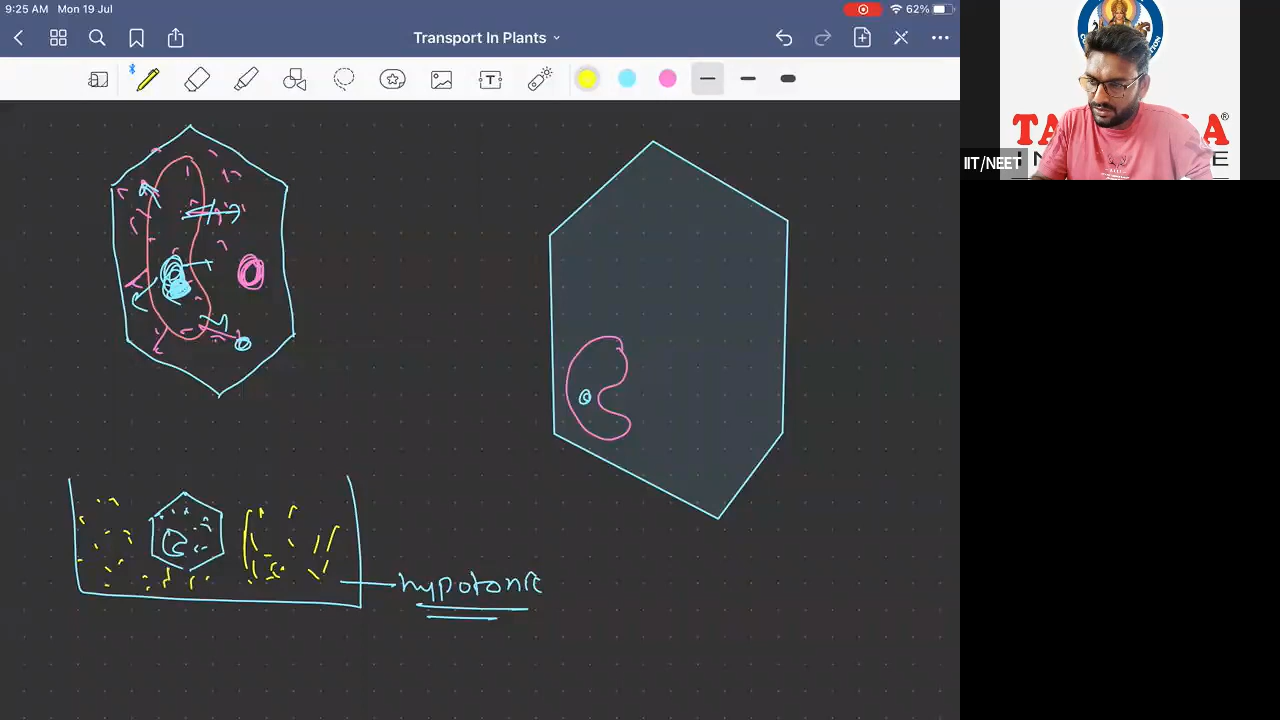 9:25 AM Mon 19 Jul
62%
Transport In Plants
T
IIT/NEET
hypotonic